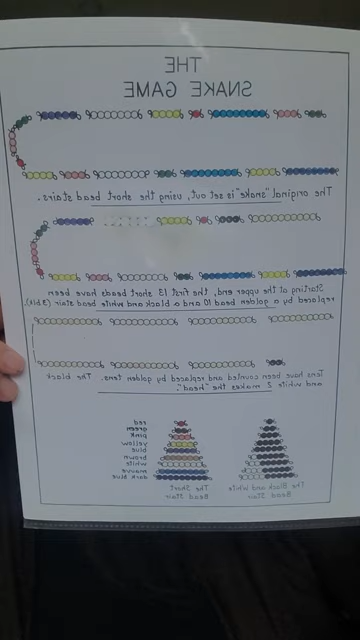 THE
SNAKE GAME
The original "snake" is set out, using the short bead stairs.
Starting at the upper end, the first 13 short beads have been
replaced by a golden bead 10 and a black and white bead stair (3 bk).
Tens have been counted and replaced by golden tens. The black
and white 2 makes the "head".
red
green
pink
yellow
blue
brown
white
mauve
dark blue
The Short
Bead Stair
The Black and White
Bead Stair